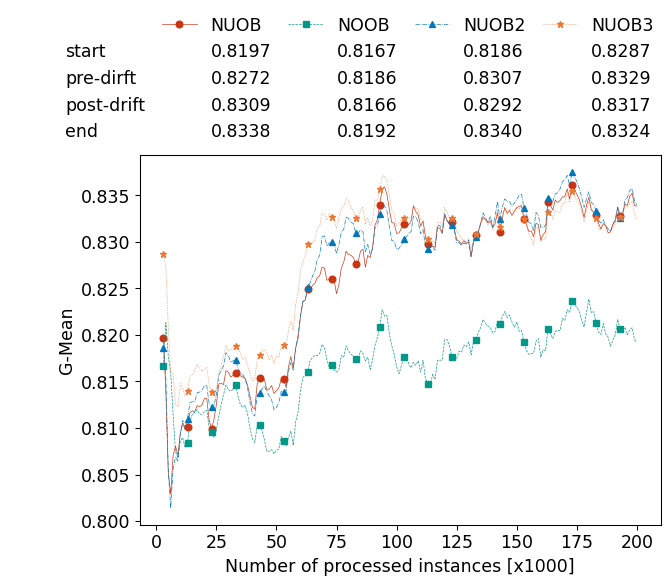 NUOB NOOB NUOB2 NUOB3
start 0.8197 0.8167 0.8186 0.8287
pre-dirft 0.8272 0.8186 0.8307 0.8329
post-drift 0.8309 0.8166 0.8292 0.8317
end 0.8338 0.8192 0.8340 0.8324
0.835
0.830
0.825
0.820
0.815
0.810
0.805
0.800
G-Mean
0 25 50 75 100 125 150 175 200
Number of processed instances [x1000]